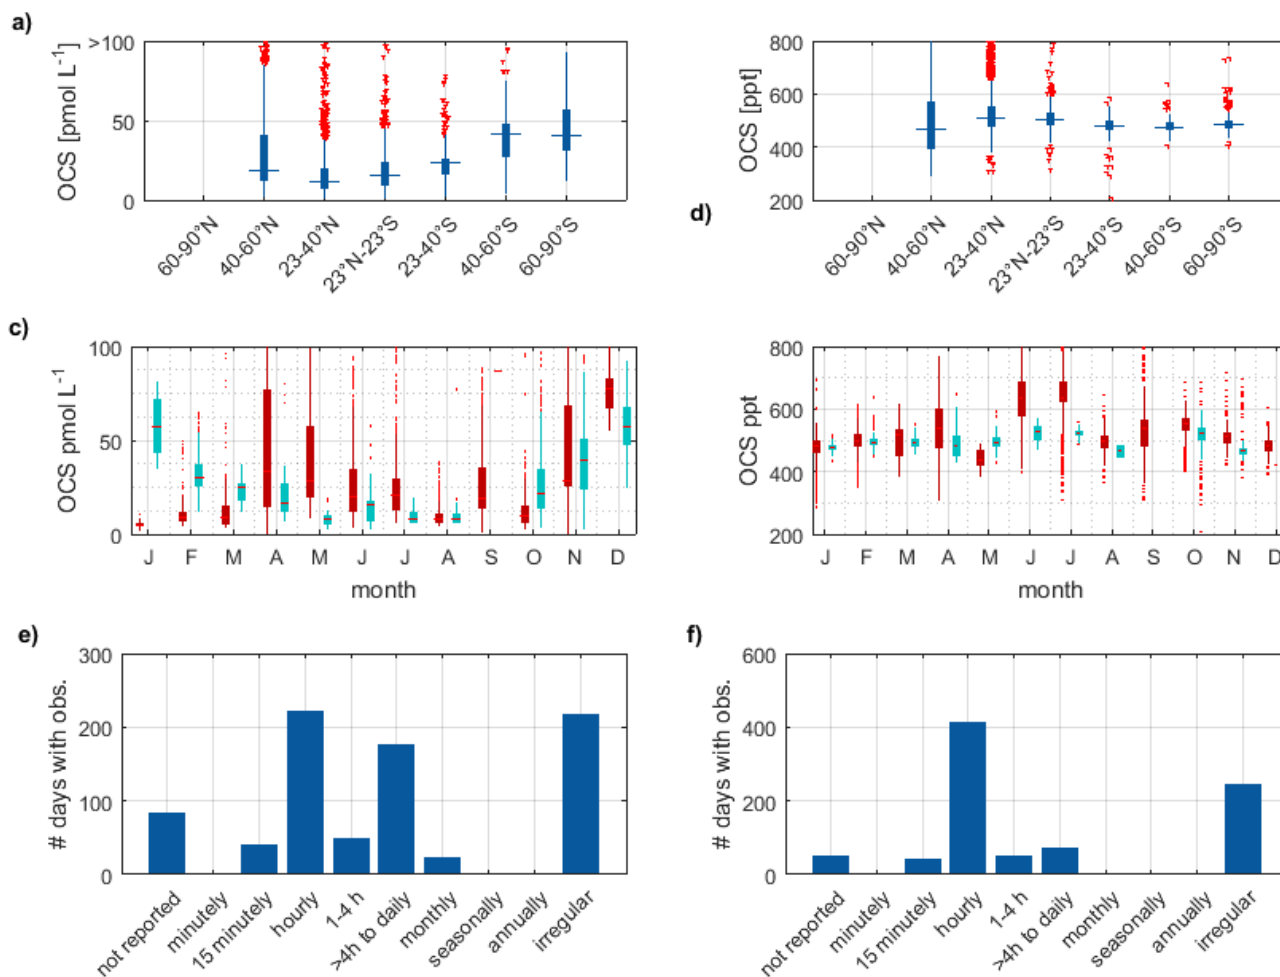 a)
OCS [pmol L-1]
>100
50
0
60-90°N
40-60°N
23-40°N
23°N-23°S
23-40°S
40-60°S
60-90°S
OCS [ppt]
800
600
400
200
60-90°N
40-60°N
23-40°N
23°N-23°S
23-40°S
40-60°S
60-90°S
d)
c)
OCS pmol L-1
100
50
0
J F M A M J J A S O N D
month
OCS ppt
800
600
400
200
J F M A M J J A S O N D
month
e)
# days with obs.
300
200
100
0
not reported
minutely
15 minutely
hourly
1-4 h
>4h to daily
monthly
seasonally
annually
irregular
f)
# days with obs.
600
400
200
0
not reported
minutely
15 minutely
hourly
1-4 h
>4h to daily
monthly
seasonally
annually
irregular